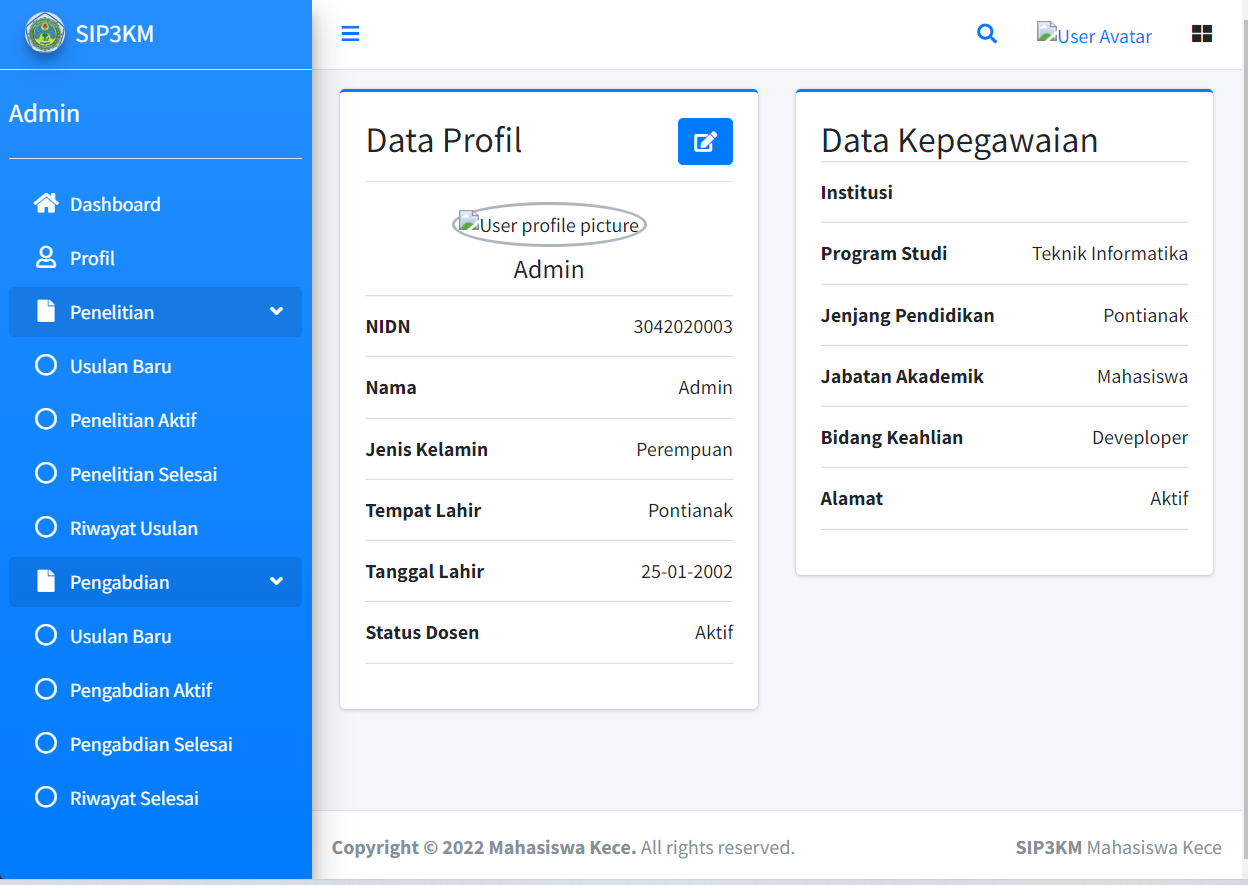 SIP3KM
User Avatar
Admin
Dashboard
Profil
Penelitian
Usulan Baru
Penelitian Aktif
Penelitian Selesai
Riwayat Usulan
Pengabdian
Usulan Baru
Pengabdian Aktif
Pengabdian Selesai
Riwayat Selesai
Data Profil
User profile picture
Admin
NIDN 3042020003
Nama Admin
Jenis Kelamin Perempuan
Tempat Lahir Pontianak
Tanggal Lahir 25-01-2002
Status Dosen Aktif
Data Kepegawaian
Institusi
Program Studi Teknik Informatika
Jenjang Pendidikan Pontianak
Jabatan Akademik Mahasiswa
Bidang Keahlian Deveploper
Alamat Aktif
Copyright © 2022 Mahasiswa Kece. All rights reserved.
SIP3KM Mahasiswa Kece